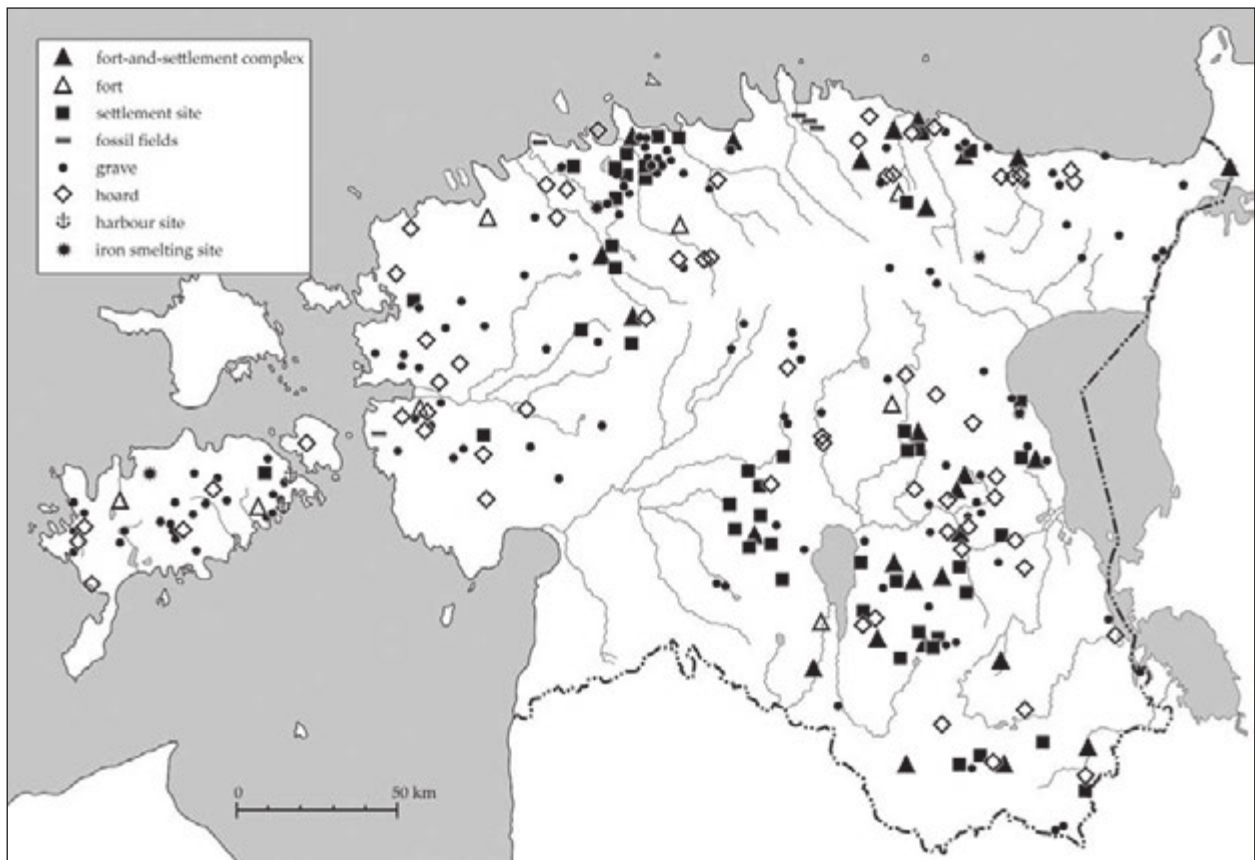 fort-and-settlement complex
fort
settlement site
fossil fields
grave
hoard
harbour site
iron smelting site
0 50 km